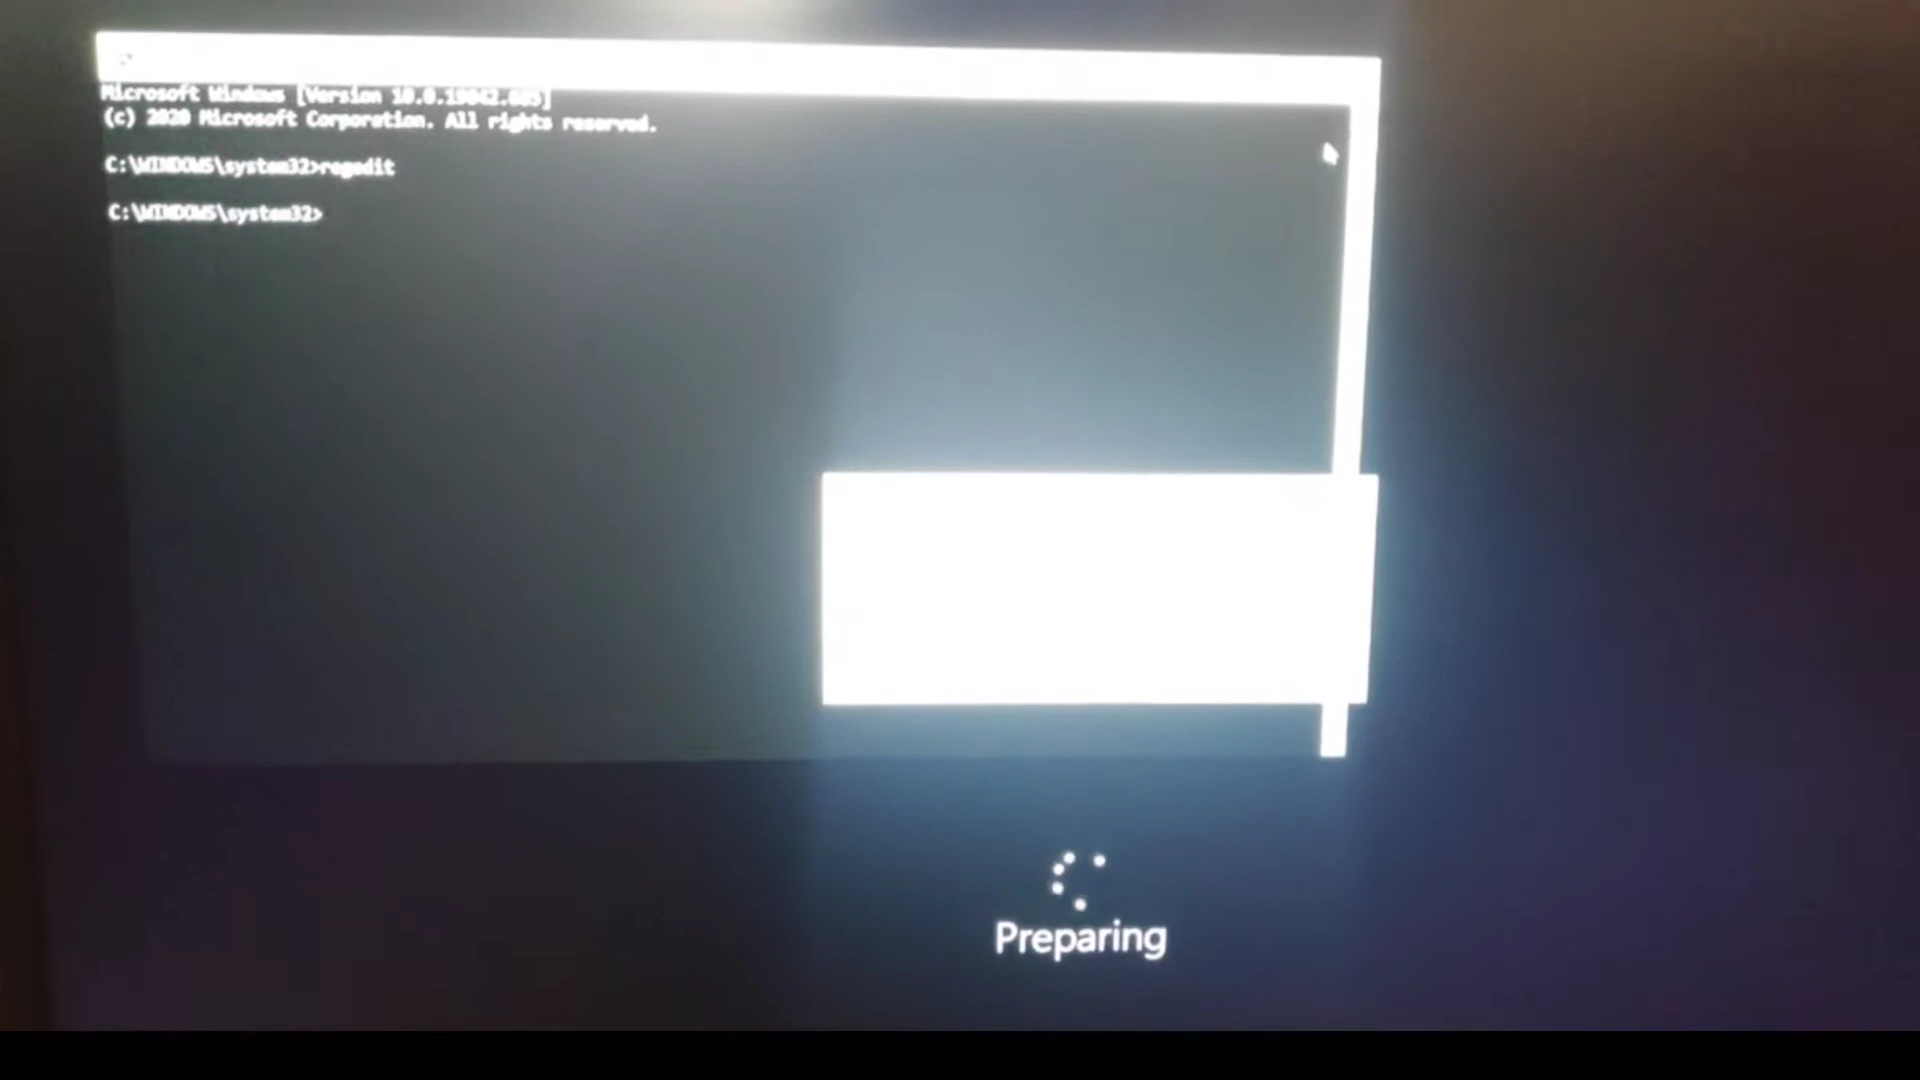 Microsoft Windows [Version 10.0.19042.685]
(c) 2020 Microsoft Corporation. All rights reserved.
C:\WINDOWS\system32>regedit
C:\WINDOWS\system32>
Preparing